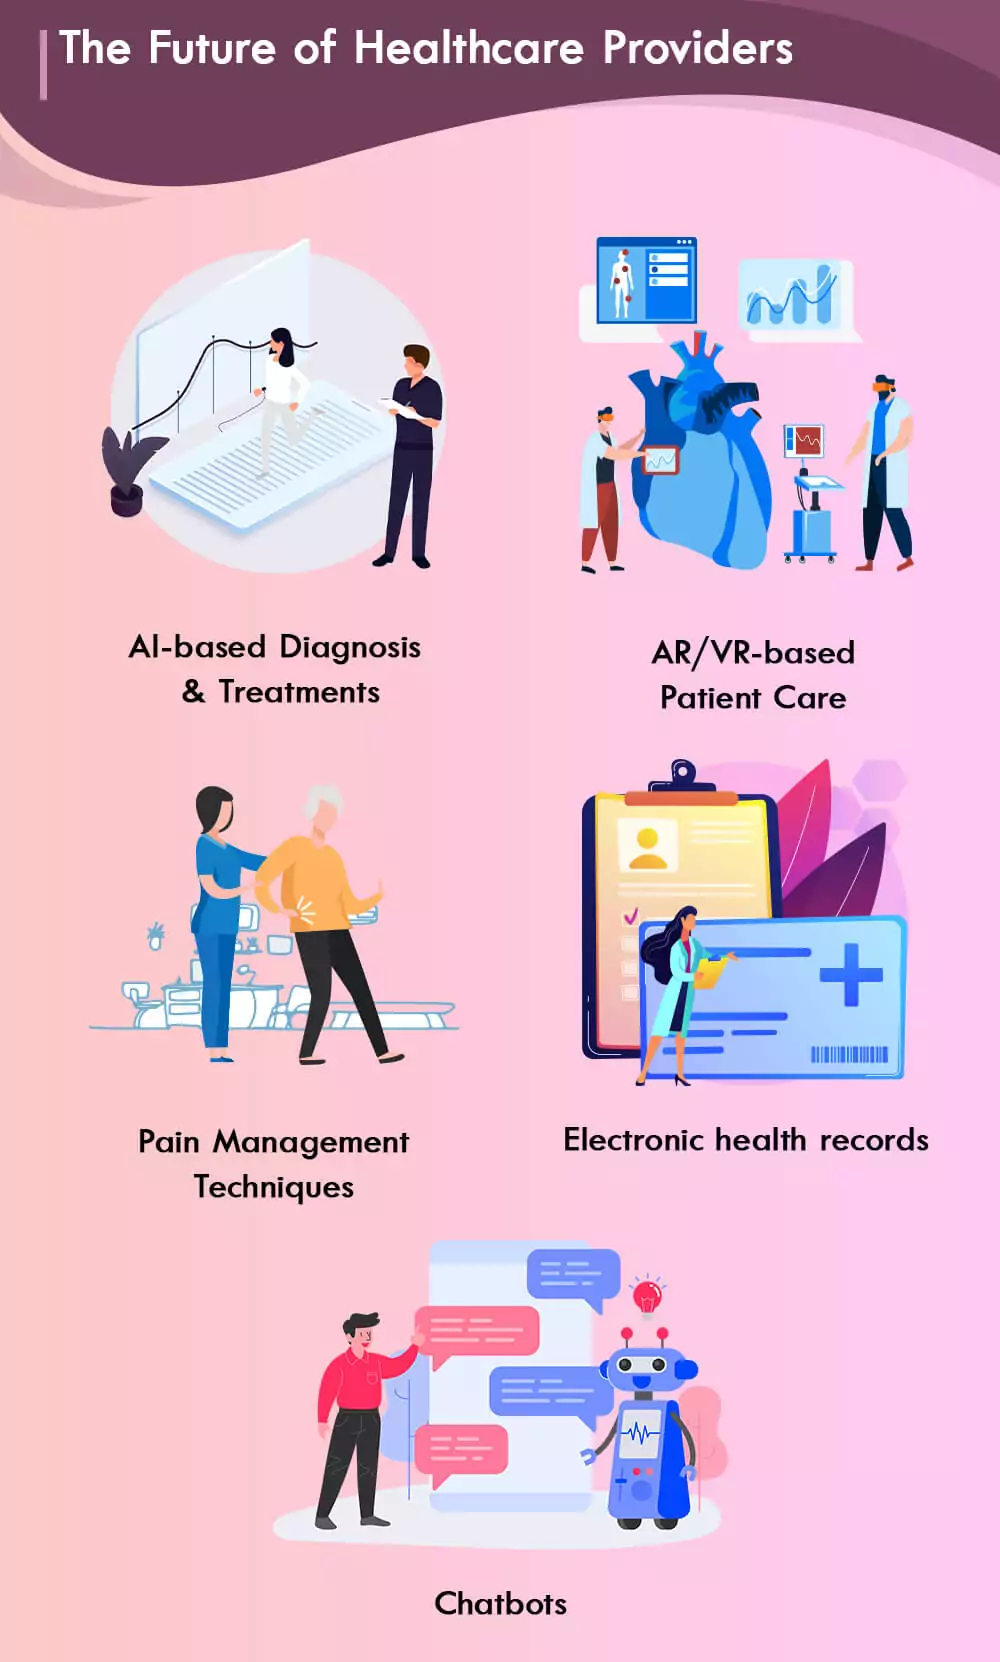 The Future of Healthcare Providers
AI-based Diagnosis
& Treatments
AR/VR-based
Patient Care
Pain Management
Techniques
Electronic health records
Chatbots